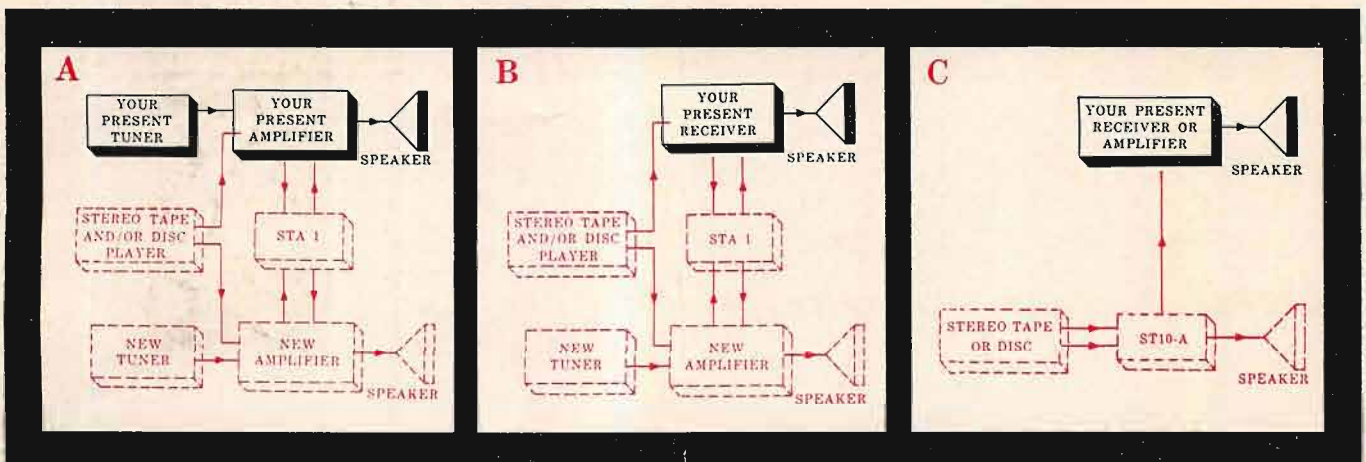 A
YOUR
PRESENT
TUNER
YOUR
PRESENT
AMPLIFIER
SPEAKER
STEREO TAPE
AND/OR DISC
PLAYER
STA 1
NEW
TUNER
NEW
AMPLIFIER
SPEAKER
B
YOUR
PRESENT
RECEIVER
SPEAKER
STEREO TAPE
AND/OR DISC
PLAYER
STA 1
NEW
TUNER
NEW
AMPLIFIER
SPEAKER
C
YOUR PRESENT
RECEIVER OR
AMPLIFIER
SPEAKER
STEREO TAPE
OR DISC
ST10-A
SPEAKER